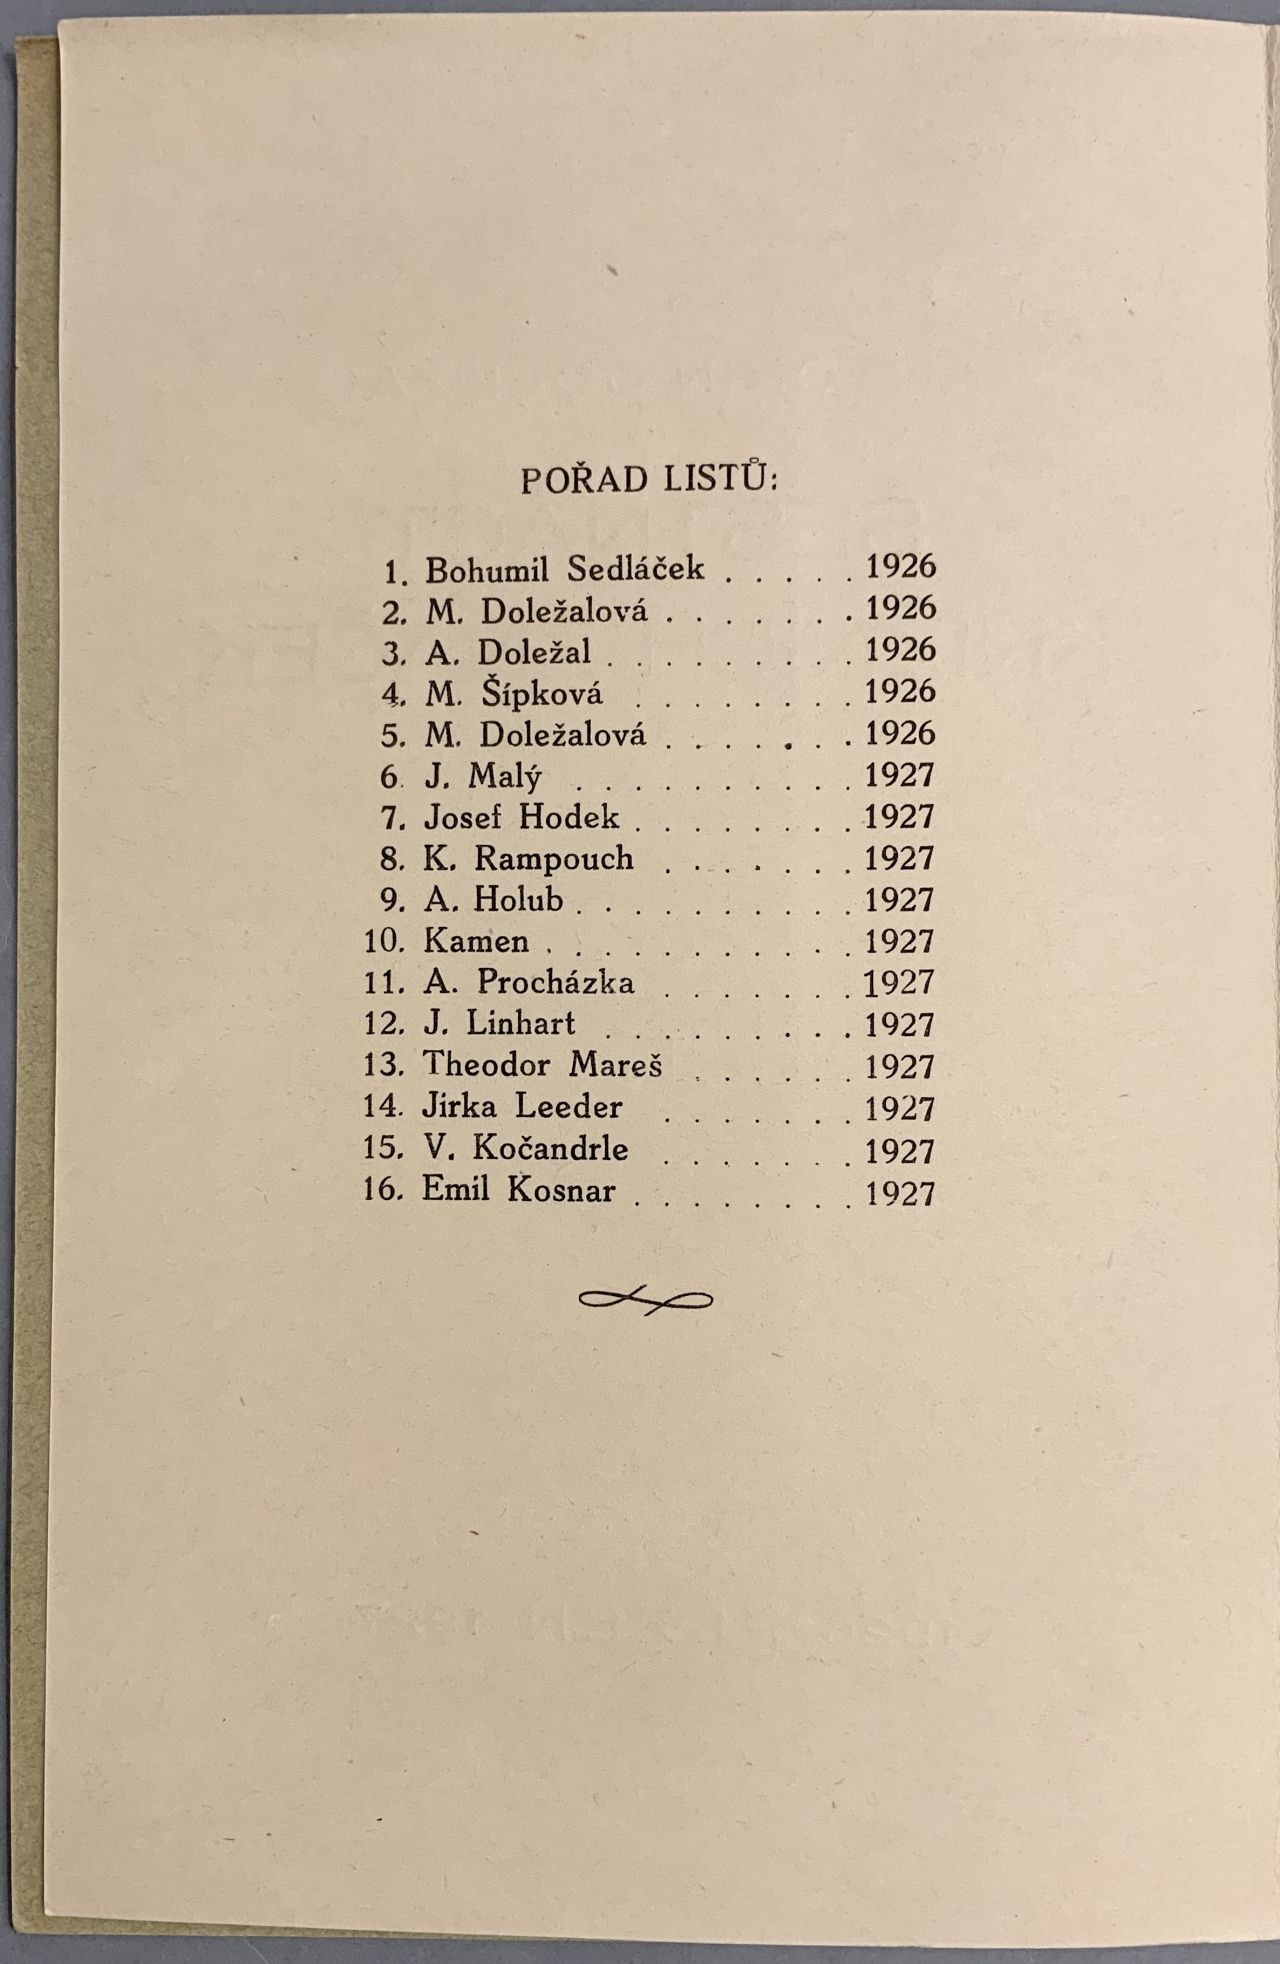 POŘAD LISTŮ:
1. Bohumil Sedláček . . . . . 1926
2. M. Doležalová . . . . . . . 1926
3. A. Doležal . . . . . . . . . 1926
4. M. Šípková . . . . . . . . 1926
5. M. Doležalová . . . . . . . 1926
6. J. Malý . . . . . . . . . . 1927
7. Josef Hodek . . . . . . . . 1927
8. K. Rampouch . . . . . . . 1927
9. A. Holub . . . . . . . . . . 1927
10. Kamen . . . . . . . . . . . 1927
11. A. Procházka . . . . . . . 1927
12. J. Linhart . . . . . . . . . 1927
13. Theodor Mareš . . . . . . 1927
14. Jirka Leeder . . . . . . . 1927
15. V. Kočandrle . . . . . . . 1927
16. Emil Kosnar . . . . . . . . 1927